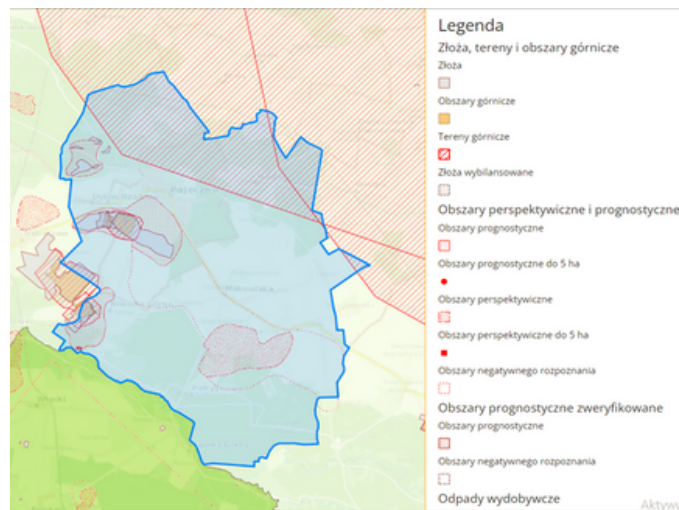 Legenda
Złoża, tereny i obszary górnicze
Złoża
Obszary górnicze
Tereny górnicze
Złoża wybilansowane
Obszary perspektywiczne i prognostyczne
Obszary prognostyczne
Obszary prognostyczne do 5 ha
Obszary perspektywiczne
Obszary perspektywiczne do 5 ha
Obszary negatywnego rozpoznania
Obszary prognostyczne zweryfikowane
Obszary prognostyczne
Obszary negatywnego rozpoznania
Odpady wydobywcze